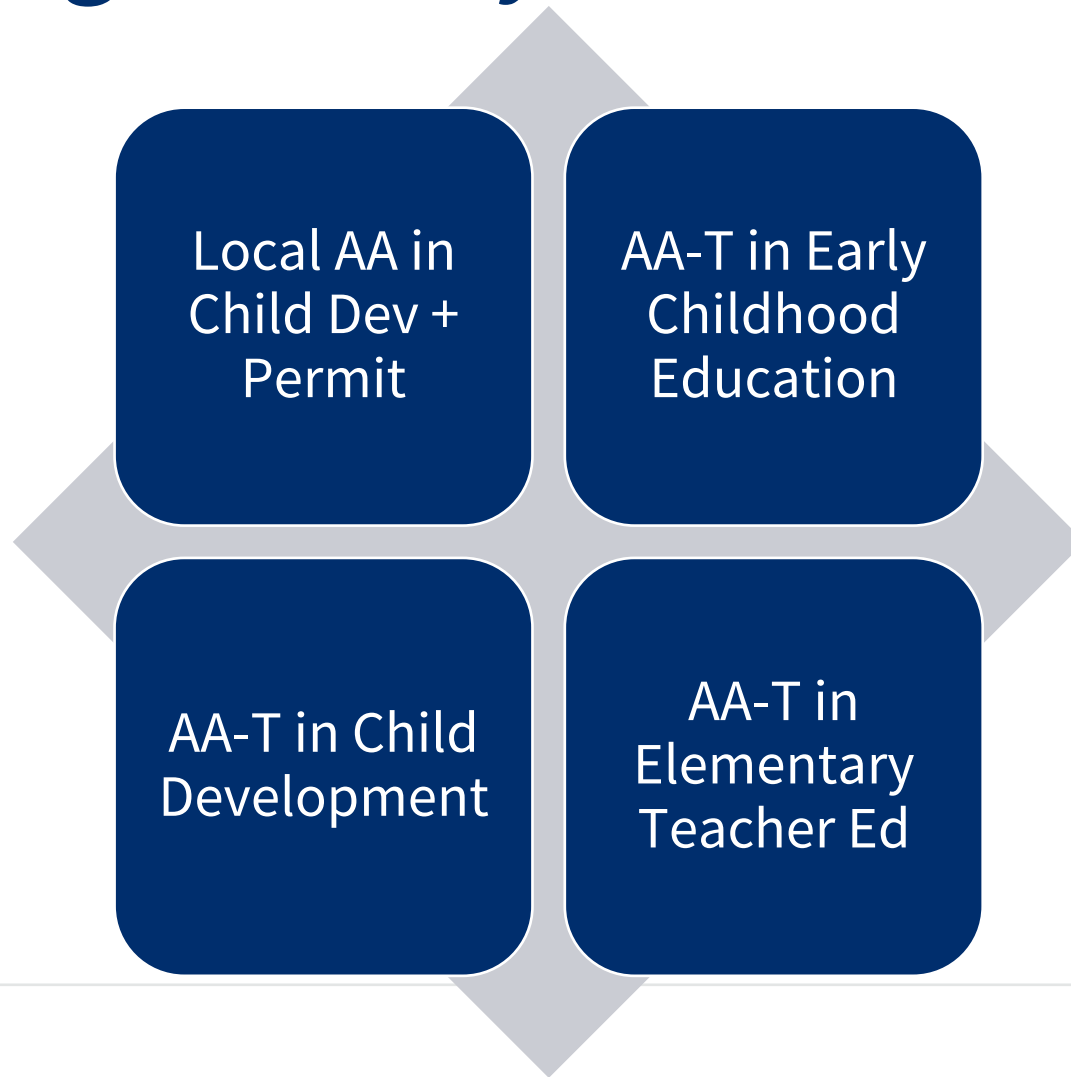 Local AA in
Child Dev +
Permit
AA-T in Early
Childhood
Education
AA-T in Child
Development
AA-T in
Elementary
Teacher Ed